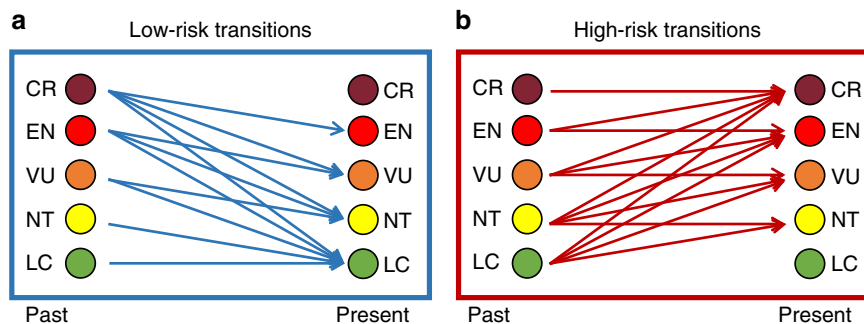 a
Low-risk transitions
CR CR
EN EN
VU VU
NT NT
LC LC
Past Present
b
High-risk transitions
CR CR
EN EN
VU VU
NT NT
LC LC
Past Present